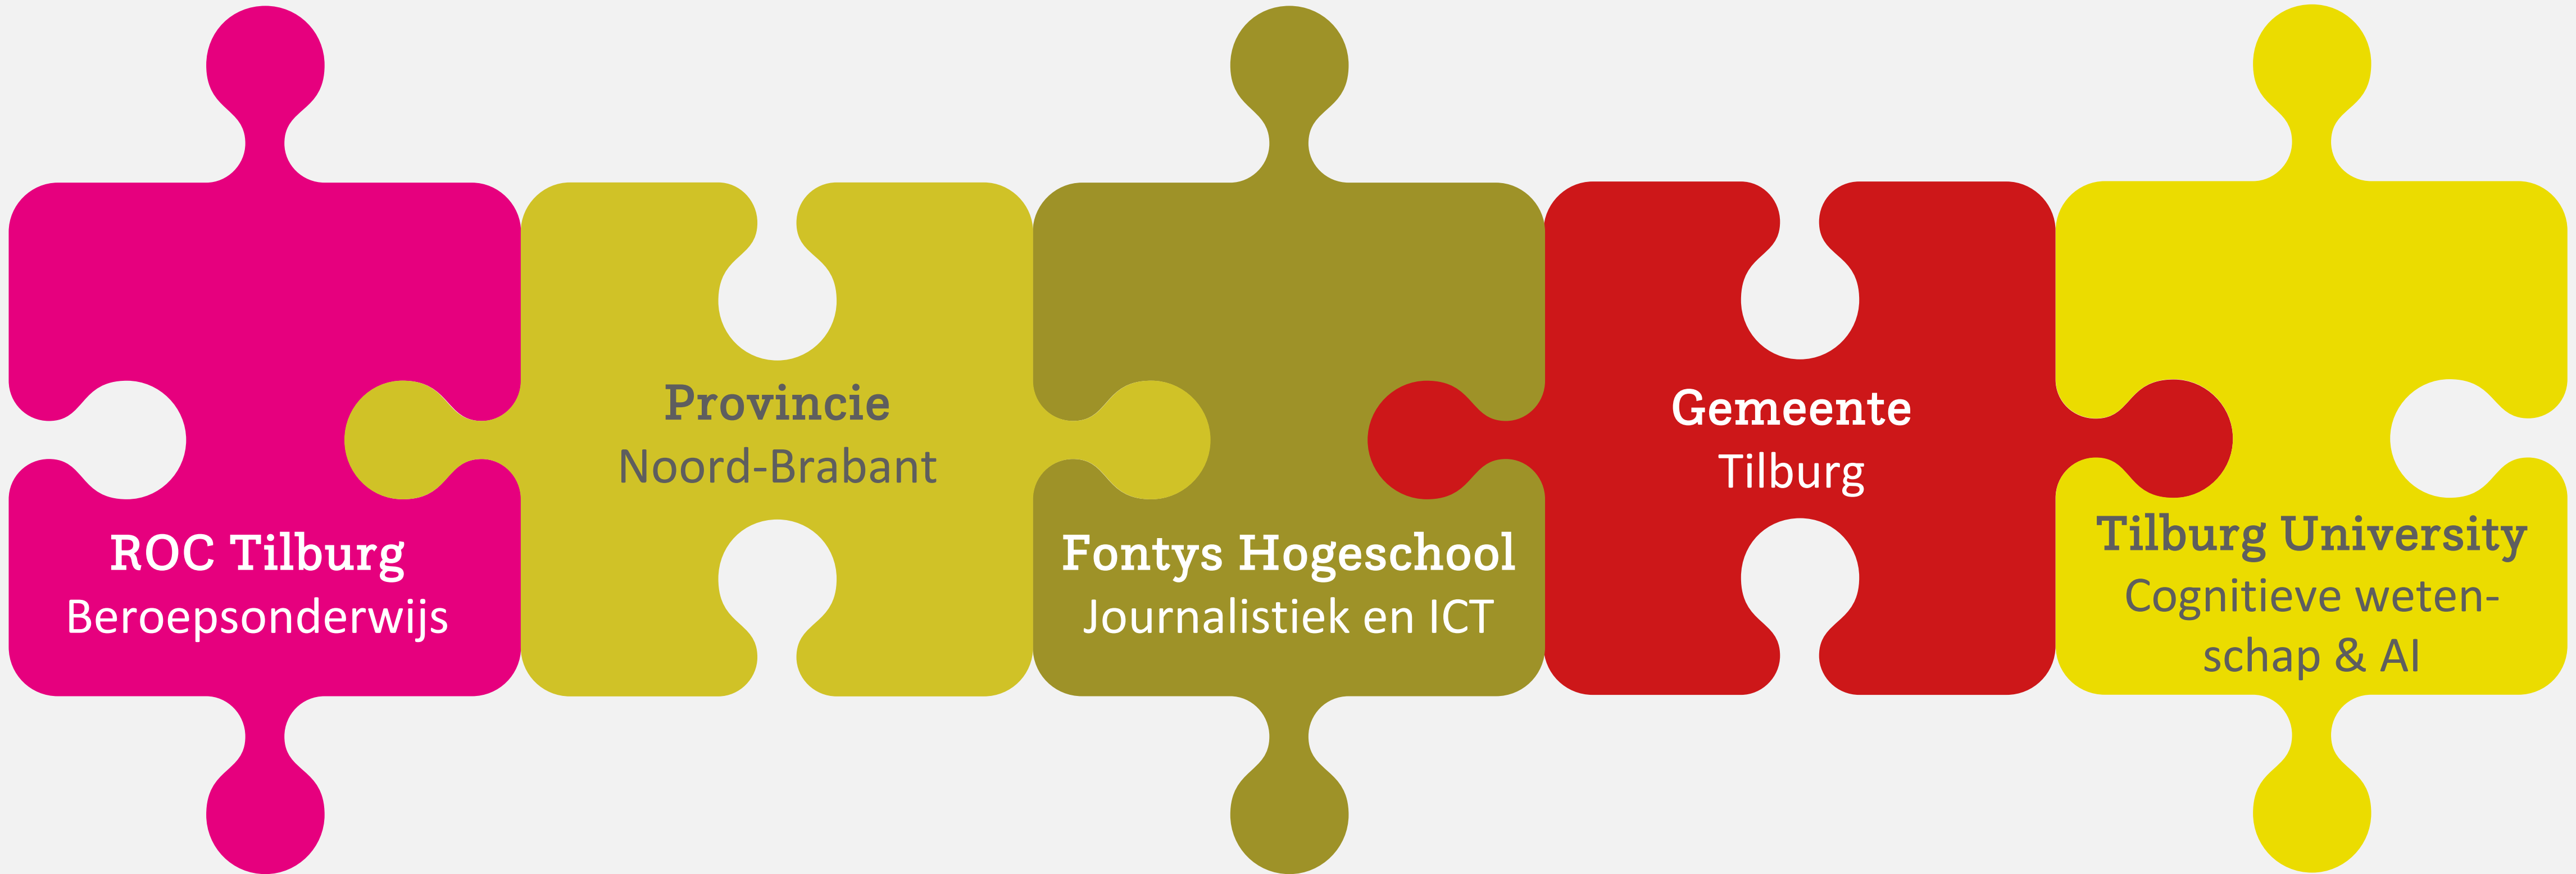 ROC Tilburg
Beroepsonderwijs
Provincie
Noord-Brabant
Fontys Hogeschool
Journalistiek en ICT
Gemeente
Tilburg
Tilburg University
Cognitieve weten-
schap & AI